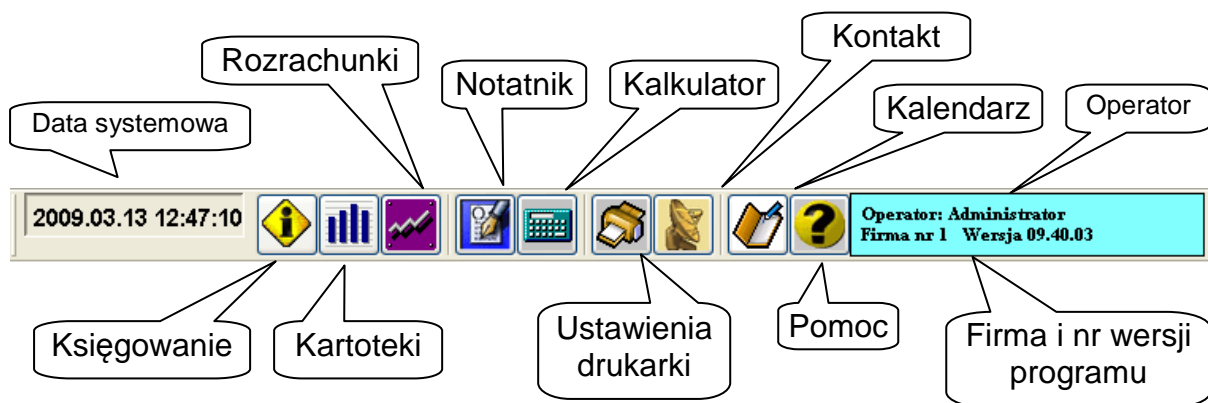 Kontakt
Rozrachunki
Notatnik
Kalkulator
Kalendarz
Operator
Data systemowa
2009.03.13 12:47:10
Operator: Administrator
Firma nr 1 Wersja 09.40.03
Księgowanie
Kartoteki
Ustawienia
drukarki
Pomoc
Firma i nr wersji
programu